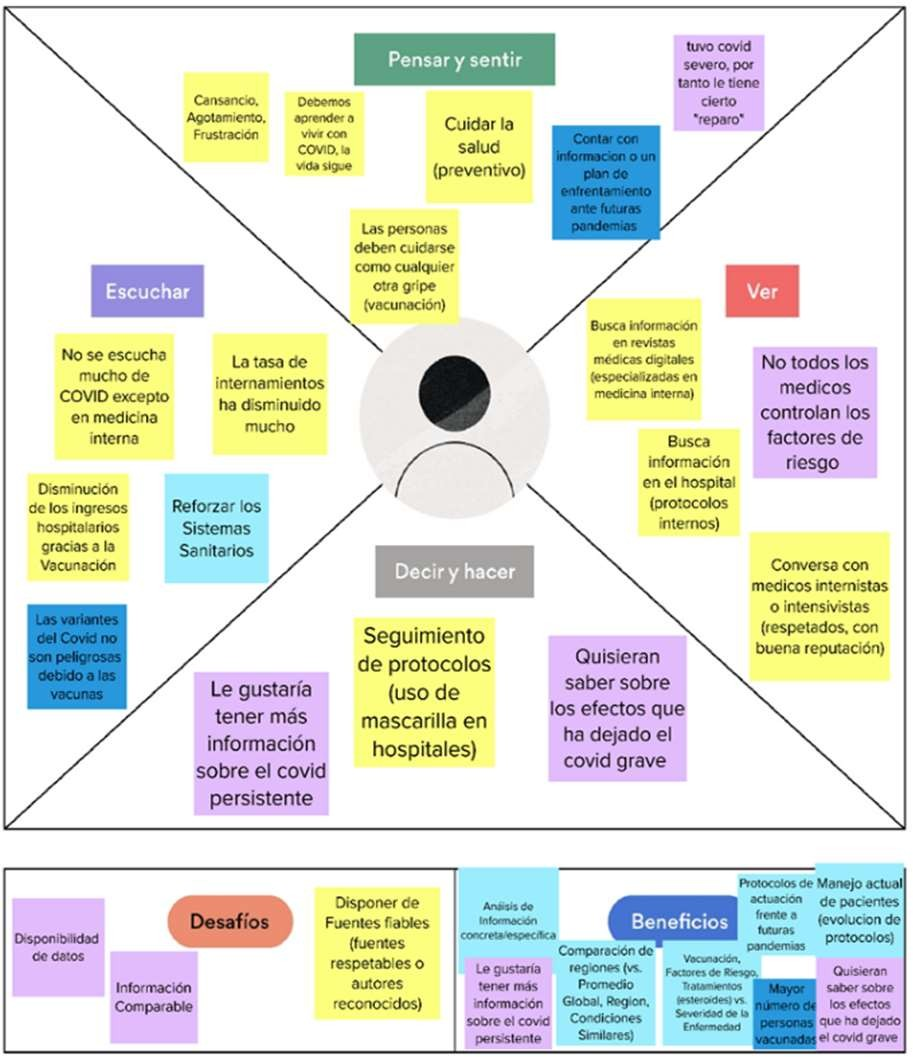 Pensar y sentir
Cansancio,
Agotamiento,
Frustración
Debemos
aprender a
vivir con
COVID, la
vida sigue
Cuidar la
salud
(preventivo)
Contar con
informacion o un
plan de
enfrentamiento
ante futuras
pandemias
tuvo covid
severo, por
tanto le tiene
cierto
"reparo"
Las personas
deben cuidarse
como cualquier
otra gripe
(vacunación)
Escuchar
No se escucha
mucho de
COVID excepto
en medicina
interna
La tasa de
internamientos
ha disminuido
mucho
Disminución
de los ingresos
hospitalarios
gracias a la
Vacunación
Reforzar los
Sistemas
Sanitarios
Las variantes
del Covid no
son peligrosas
debido a las
vacunas
Ver
Busca información
en revistas
médicas digitales
(especializadas en
medicina interna)
No todos los
medicos
controlan los
factores de
riesgo
Busca
información
en el hospital
(protocolos
internos)
Conversa con
medicos internistas
o intensivistas
(respetados, con
buena reputación)
Decir y hacer
Le gustaría
tener más
información
sobre el covid
persistente
Seguimiento
de protocolos
(uso de
mascarilla en
hospitales)
Quisieran
saber sobre
los efectos que
ha dejado el
covid grave
Desafíos
Disponibilidad
de datos
Información
Comparable
Disponer de
Fuentes fiables
(fuentes
respetables o
autores
reconocidos)
Beneficios
Análisis de
Información
concreta/específica
Le gustaría
tener más
información
sobre el covid
persistente
Comparación de
regiones (vs.
Promedio
Global, Region,
Condiciones
Similares)
Vacunación,
Factores de Riesgo,
Tratamientos
(esteroides) vs.
Severidad de la
Enfermedad
Protocolos de
actuación
frente a
futuras
pandemias
Mayor
número de
personas
vacunadas
Manejo actual
de pacientes
(evolucion de
protocolos)
Quisieran
saber sobre
los efectos
que ha dejado
el covid grave